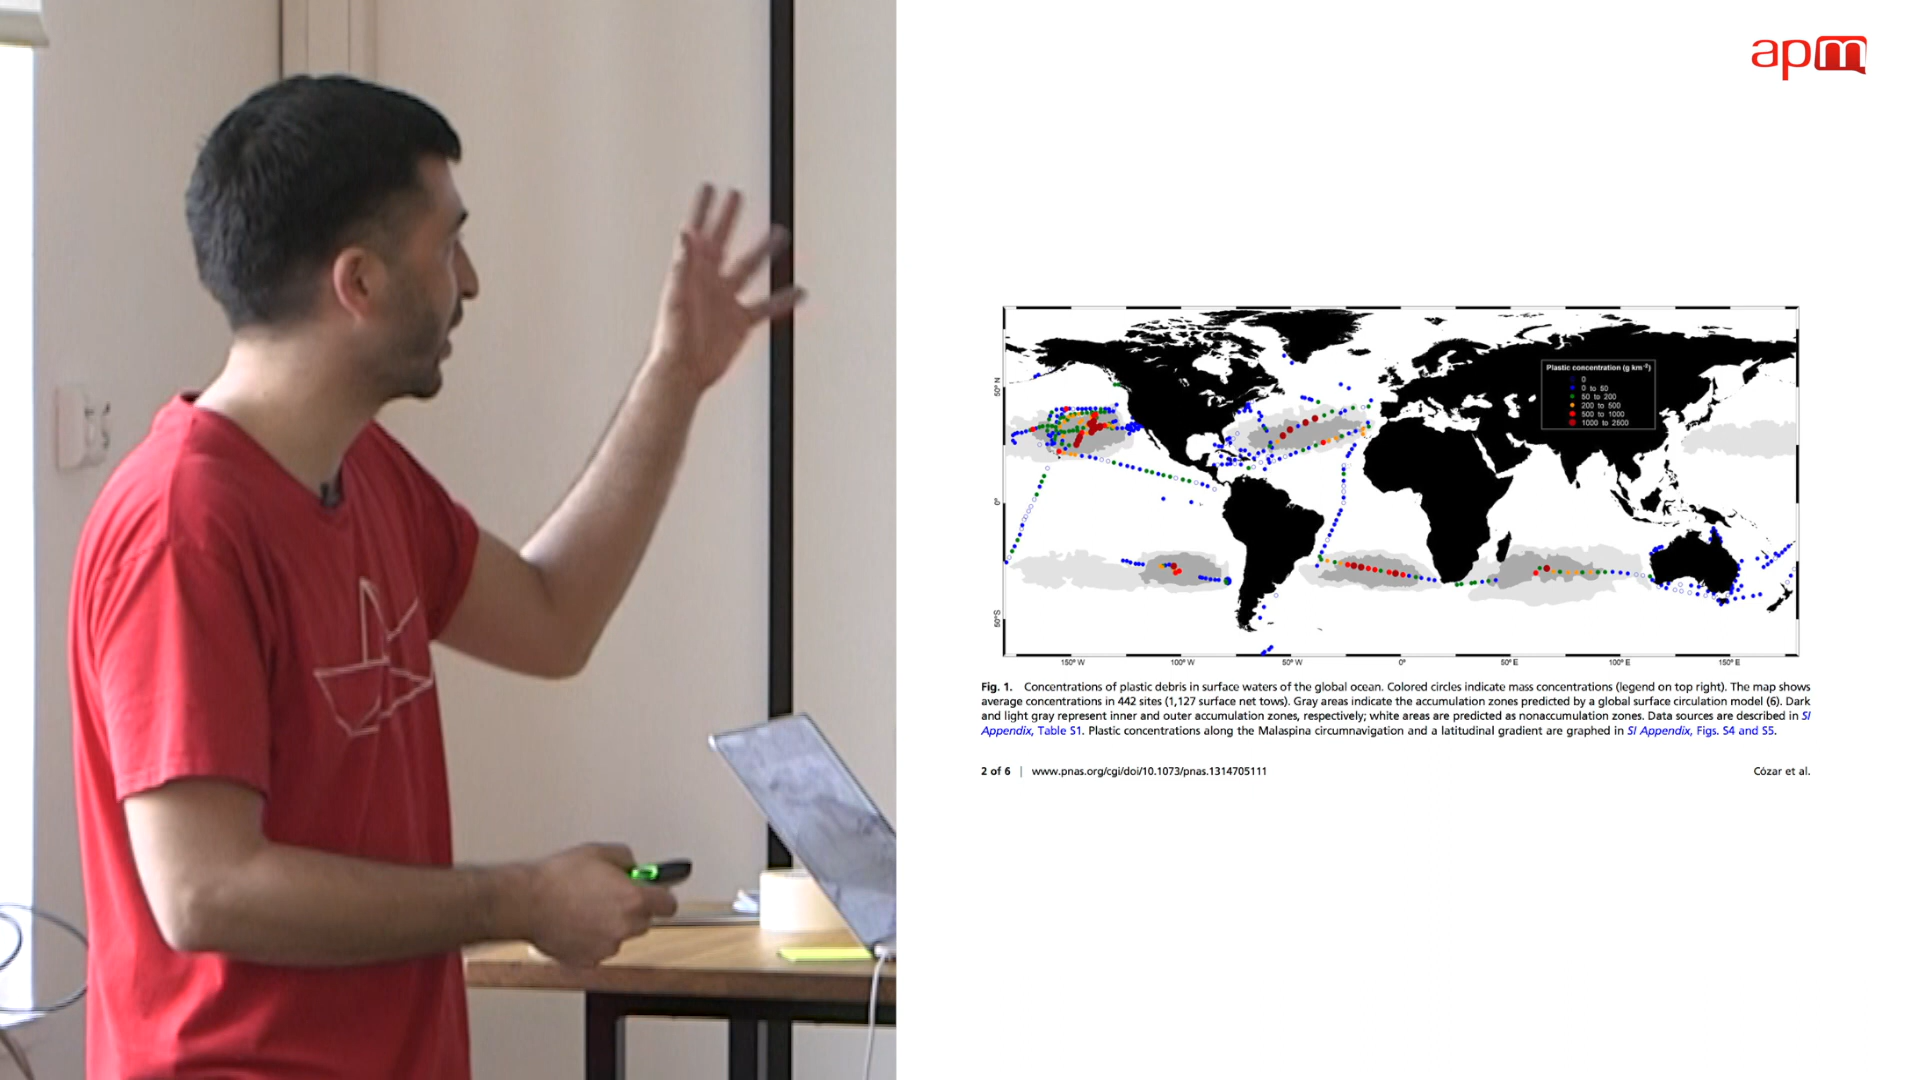 apm
Plastic concentration (g km⁻²)
0
0 to 50
50 to 200
200 to 500
500 to 1000
1000 to 2500
50° N
0°
50°S
150° W
100° W
50° W
0°
50° E
100° E
150° E
Fig. 1. Concentrations of plastic debris in surface waters of the global ocean. Colored circles indicate mass concentrations (legend on top right). The map shows
average concentrations in 442 sites (1,127 surface net tows). Gray areas indicate the accumulation zones predicted by a global surface circulation model (6). Dark
and light gray represent inner and outer accumulation zones, respectively; white areas are predicted as nonaccumulation zones. Data sources are described in SI
Appendix, Table S1. Plastic concentrations along the Malaspina circumnavigation and a latitudinal gradient are graphed in SI Appendix, Figs. S4 and S5.
2 of 6 | www.pnas.org/cgi/doi/10.1073/pnas.1314705111
Cózar et al.